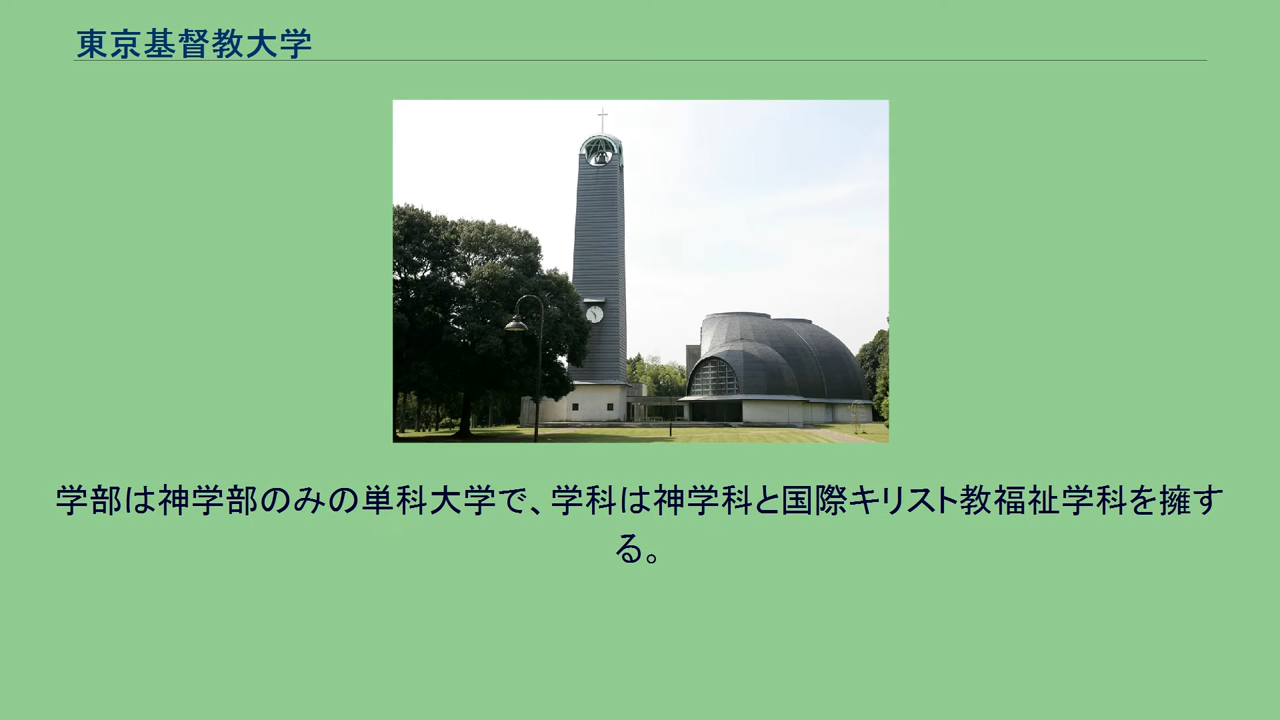 東京基督教大学
学部は神学部のみの単科大学で、学科は神学科と国際キリスト教福祉学科を擁す
る。